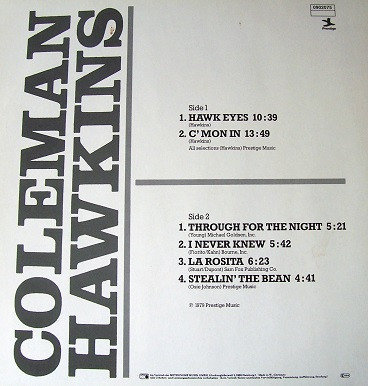 COLEMAN
HAWKINS
0902075
Prestige
Side 1
1. HAWK EYES 10:39
(Hawkins)
2. C' MON IN 13:49
(Hawkins)
All selections (Hawkins) Prestige Music
Side 2
1. THROUGH FOR THE NIGHT 5:21
(Young) Michael Goldsen, Inc.
2. I NEVER KNEW 5:42
(Fiorito/Kahn) Bourne, Inc.
3. LA ROSITA 6:23
(Stuart/Dupont) Sam Fox Publishing Co.
4. STEALIN' THE BEAN 4:41
(Osie Johnson) Prestige Music
© 1979 Prestige Music